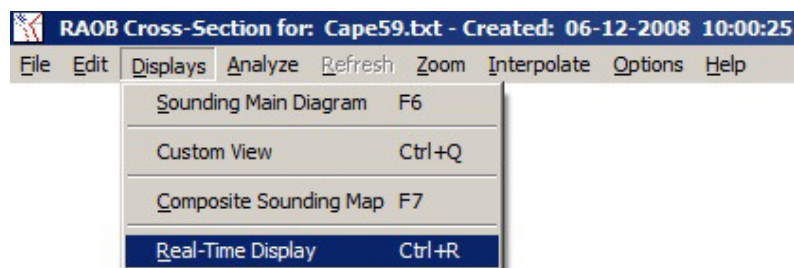 RAOB Cross-Section for: Cape59.txt - Created: 06-12-2008 10:00:25
File Edit Displays Analyze Refresh Zoom Interpolate Options Help
Sounding Main Diagram F6
Custom View Ctrl+Q
Composite Sounding Map F7
Real-Time Display Ctrl+R